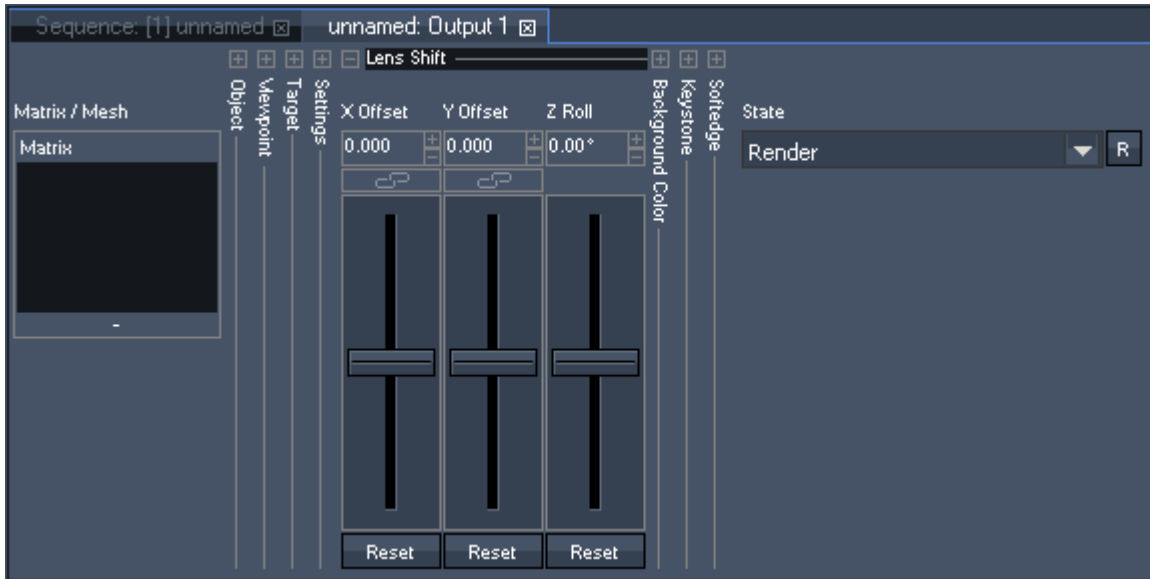 Sequence: [1] unnamed
unnamed: Output 1
Lens Shift
Matrix / Mesh
Object
Viewpoint
Target
Settings
X Offset
Y Offset
Z Roll
Background Color
Keystone
Softedge
State
Matrix
0.000
0.000
0.00°
Render
R
-
Reset
Reset
Reset